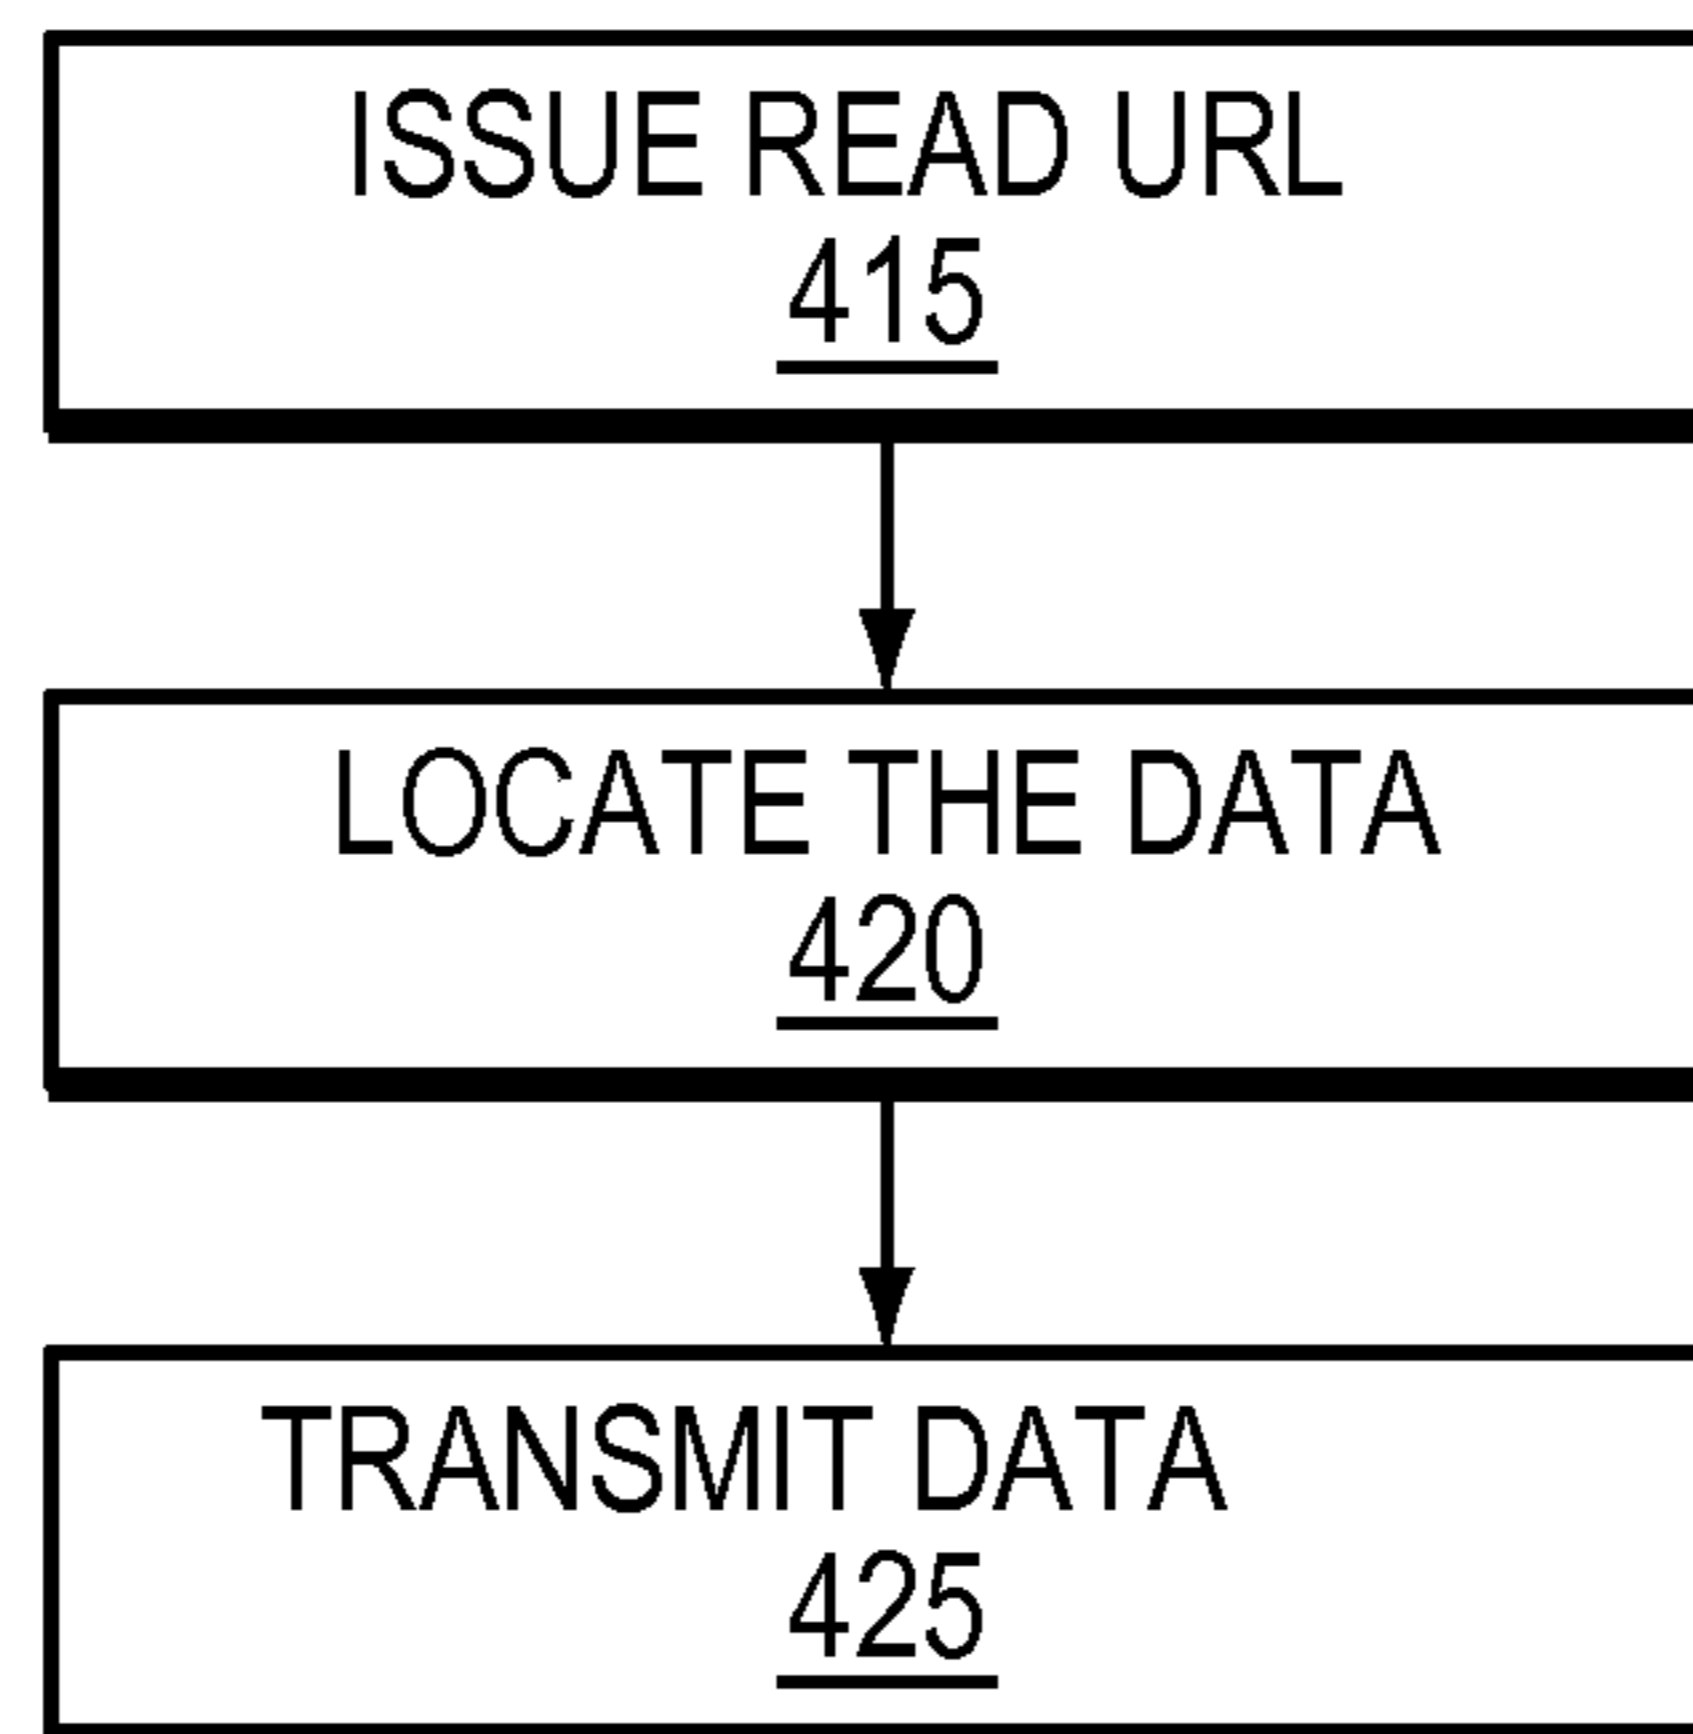 ISSUE READ URL
415
LOCATE THE DATA
420
TRANSMIT DATA
425